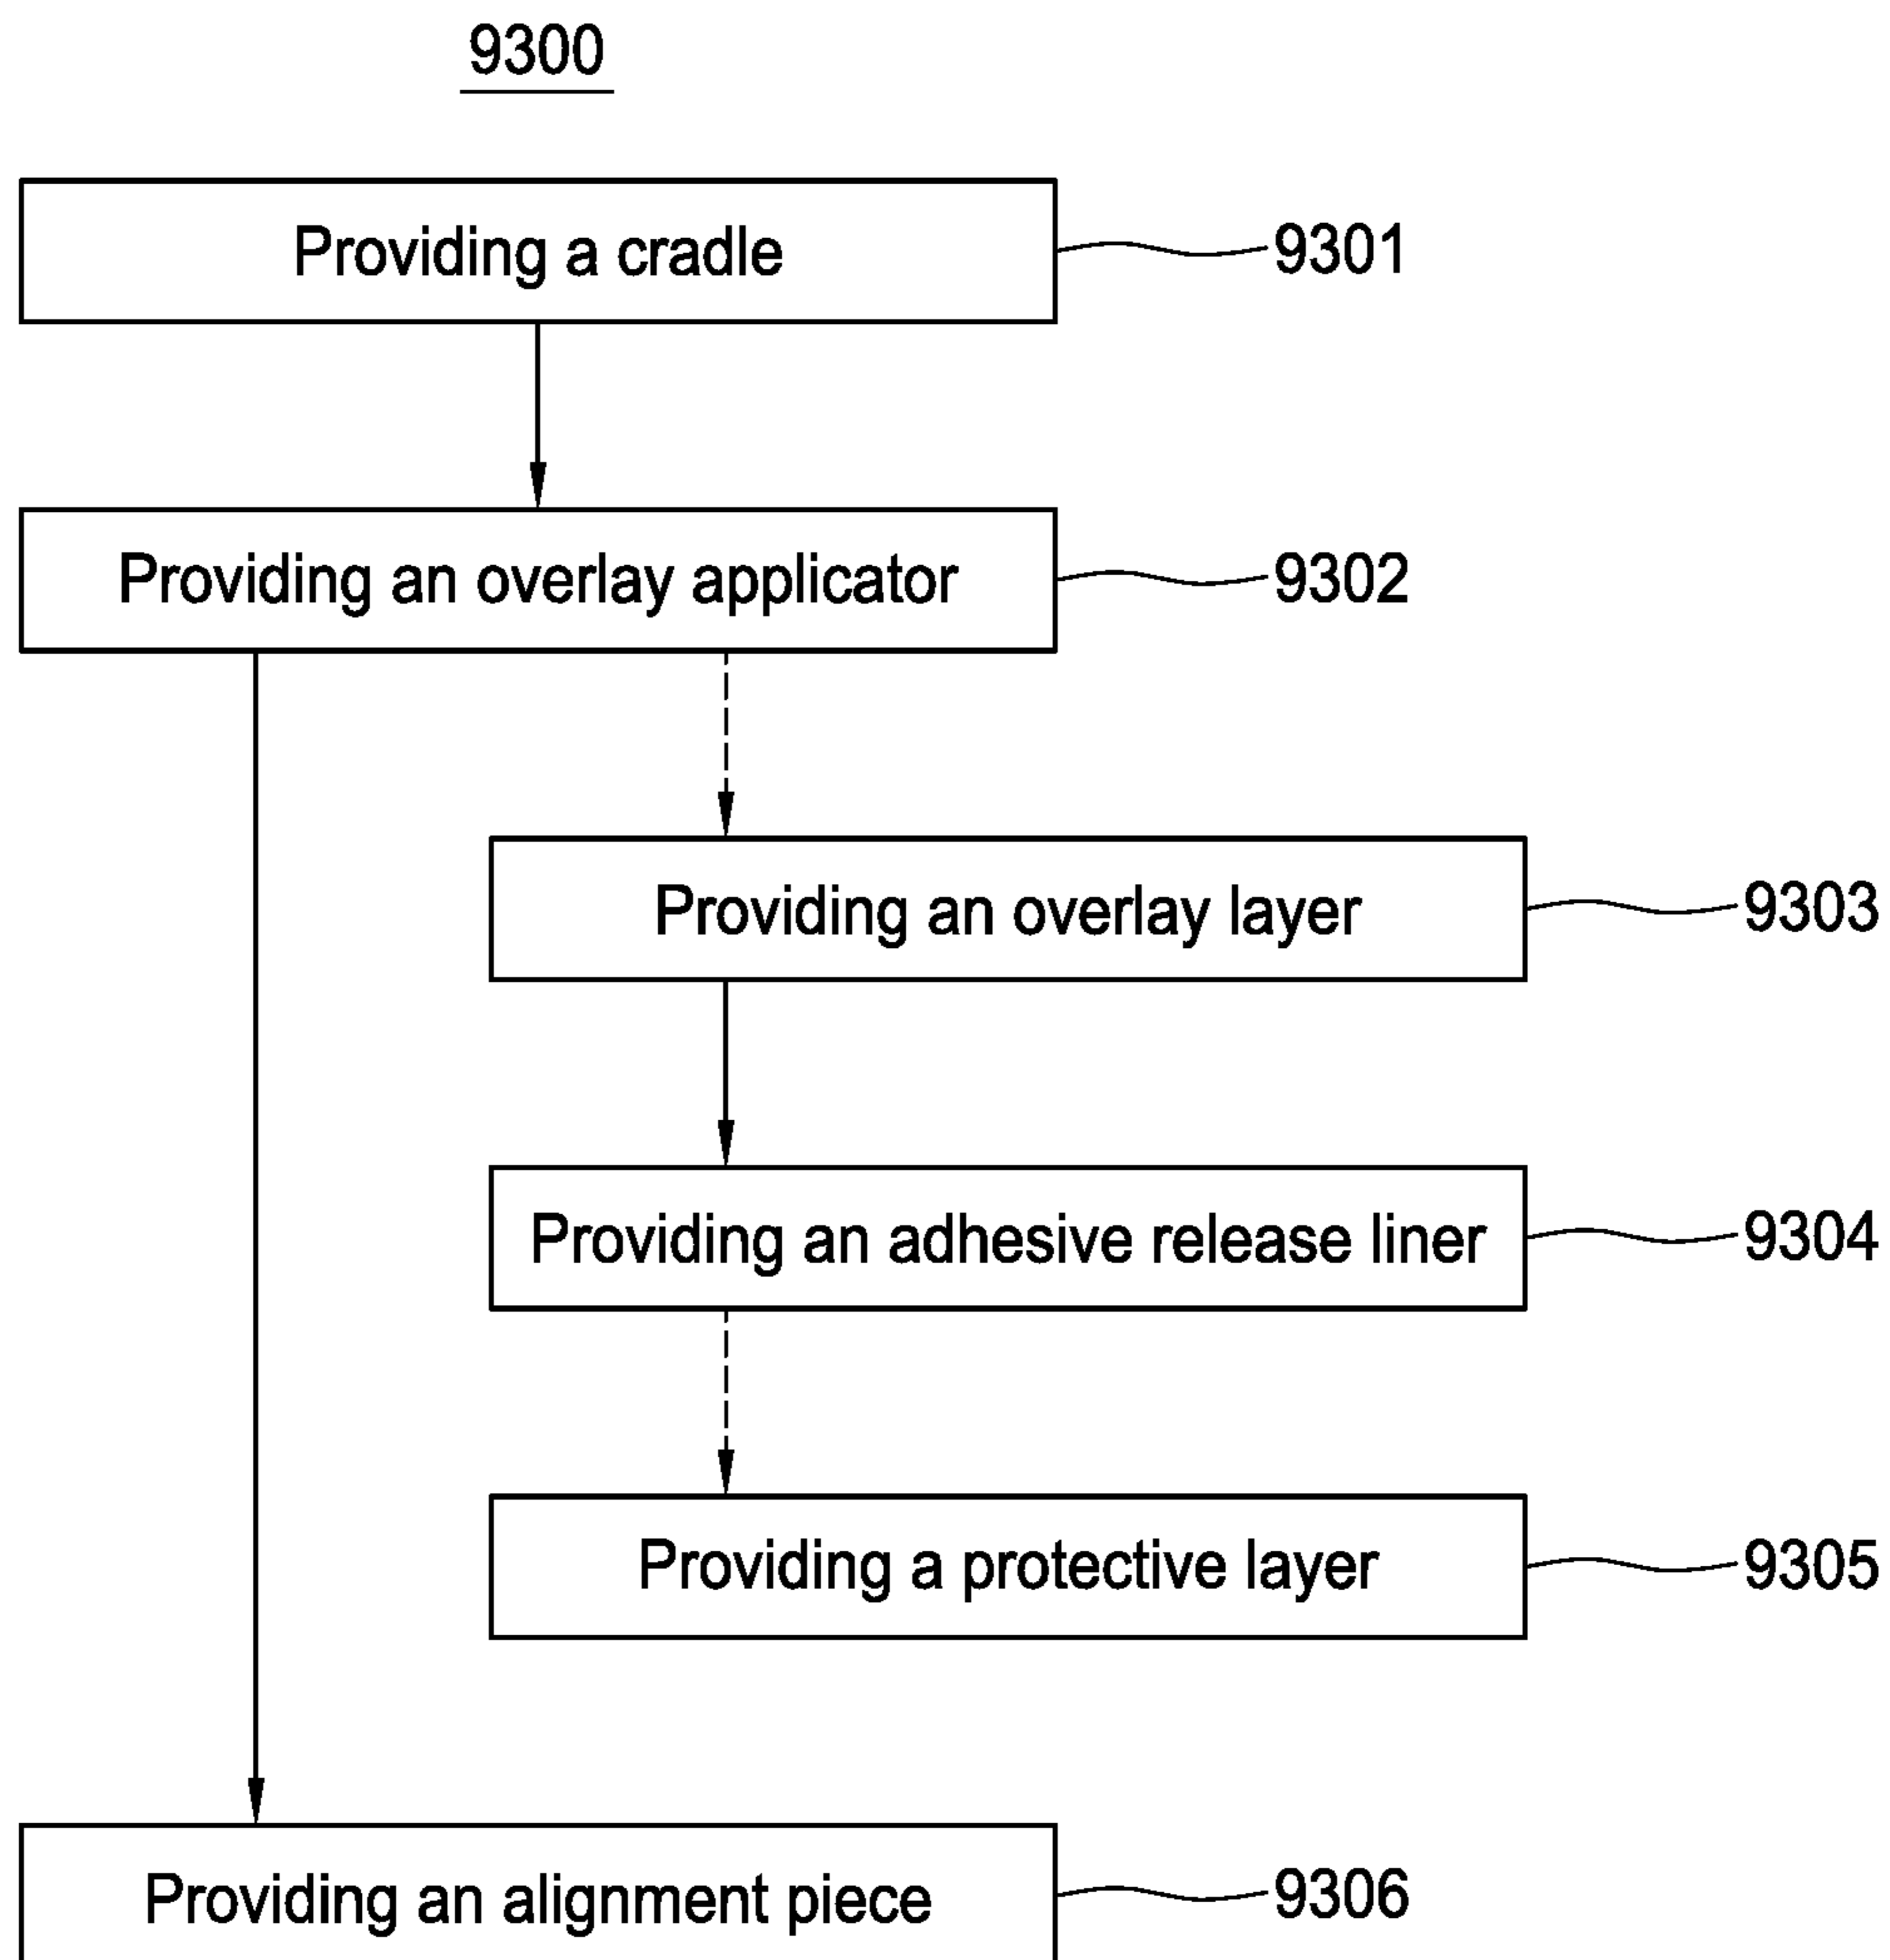 9300
Providing a cradle
9301
Providing an overlay applicator
9302
Providing an overlay layer
9303
Providing an adhesive release liner
9304
Providing a protective layer
9305
Providing an alignment piece
9306